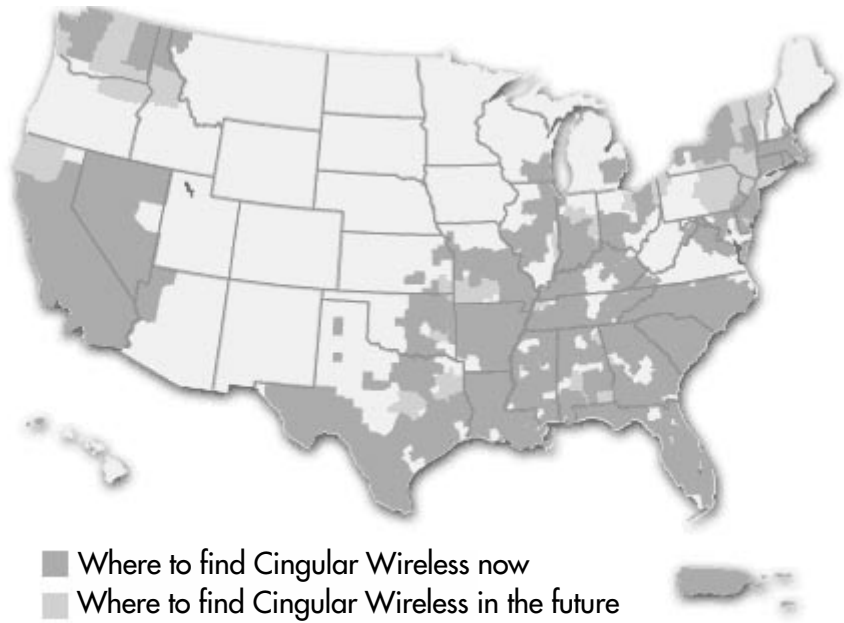 Where to find Cingular Wireless now
Where to find Cingular Wireless in the future